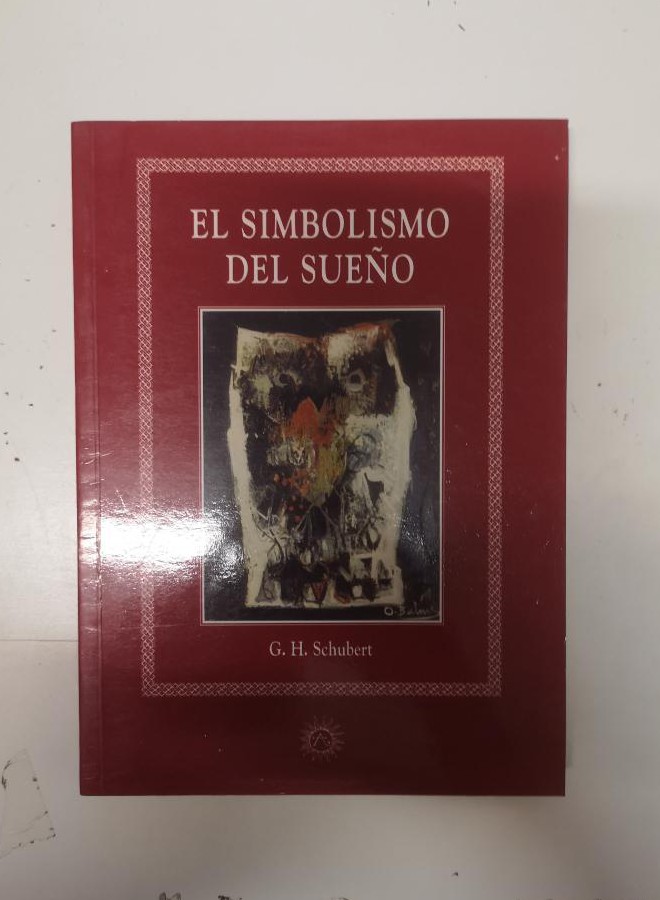 EL SIMBOLISMO
DEL SUEÑO
G. H. Schubert